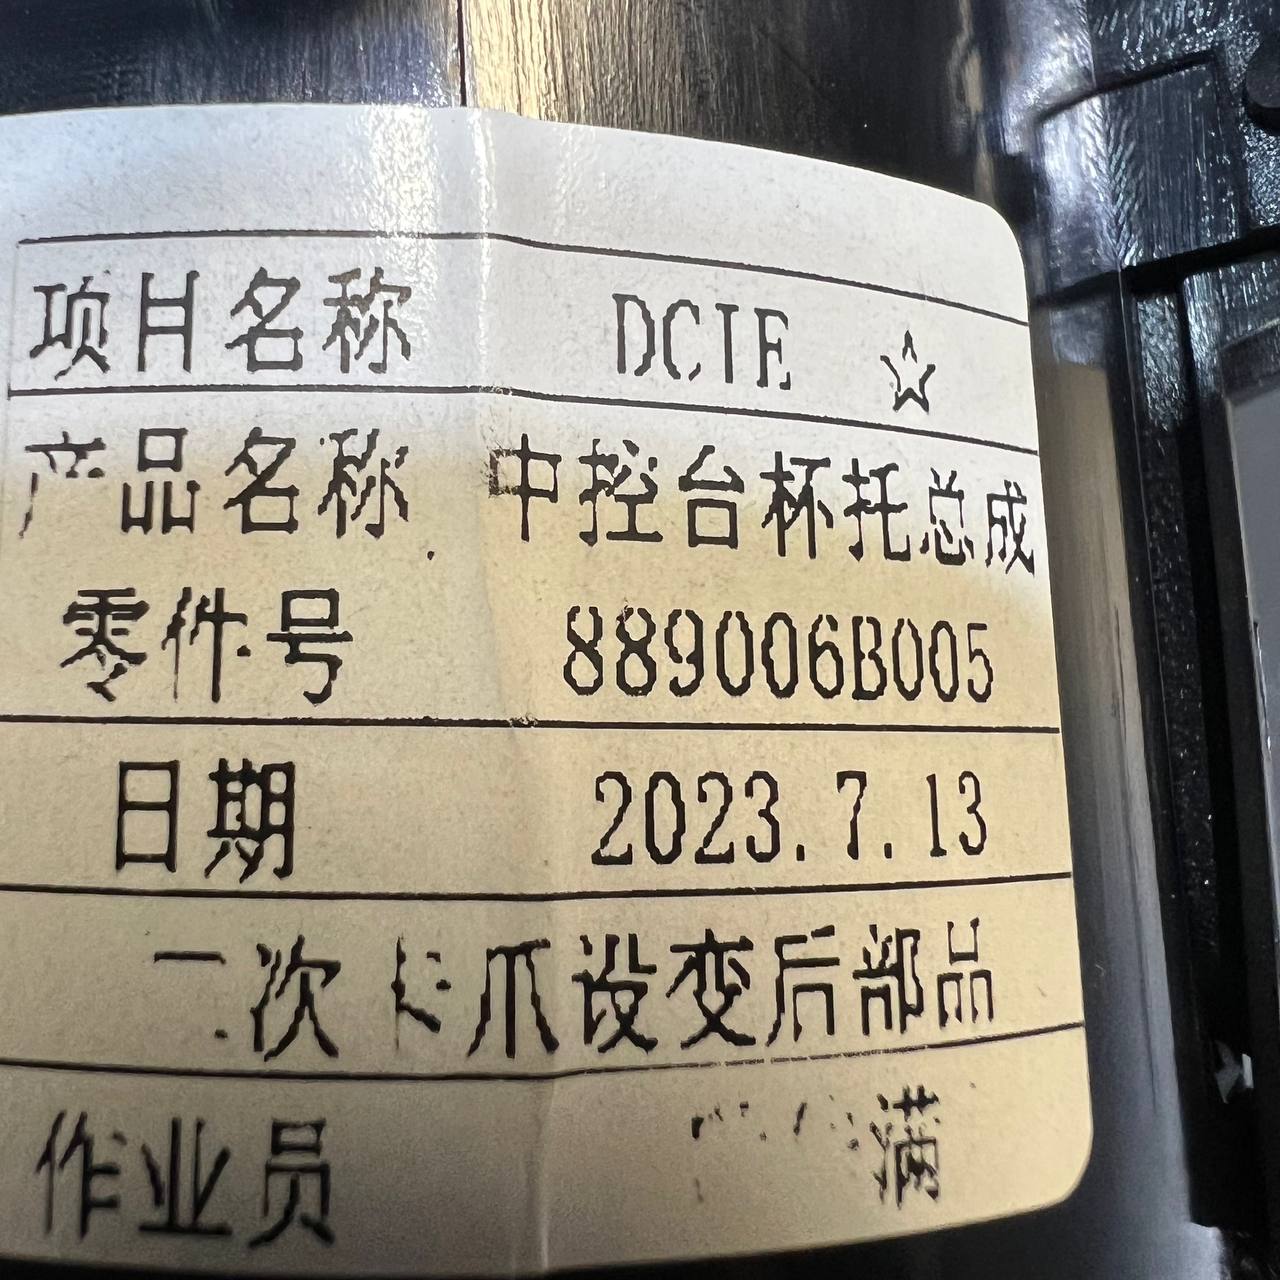 项目名称 DC1E ☆
产品名称 中控台杯托总成
零件号 889006B005
日期 2023.7.13
二次卡爪设变后部品
作业员 满